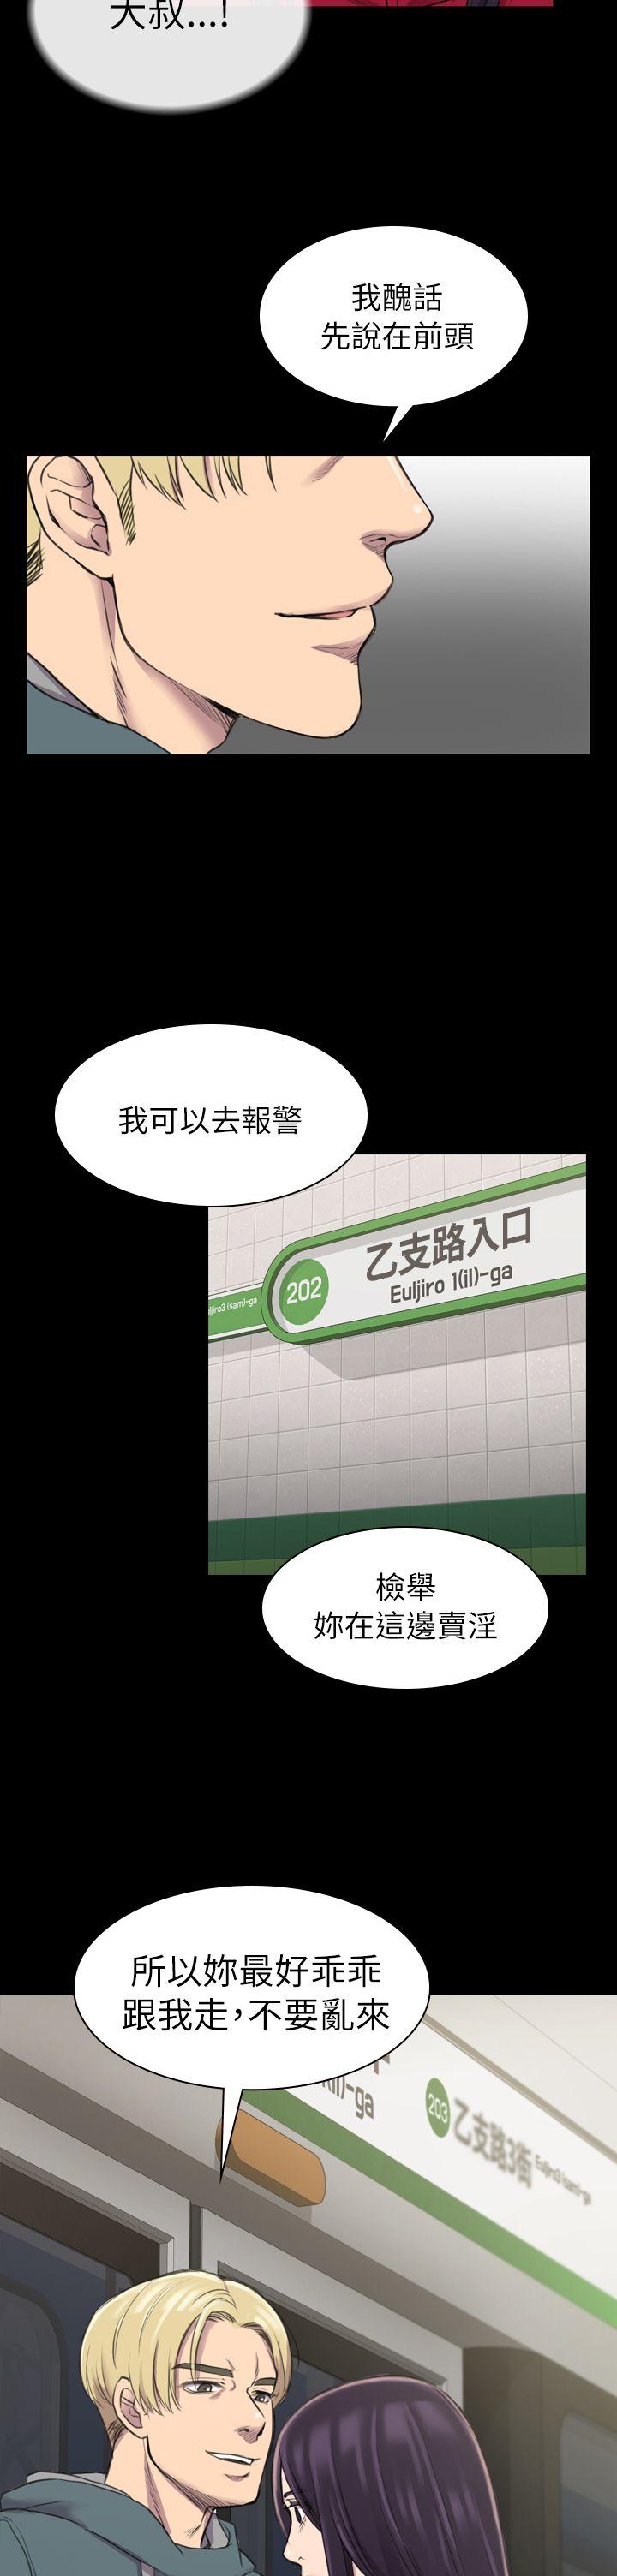 大叔...!
我醜話
先說在前頭
我可以去報警
乙支路入口
202
Euljiro 1(il)-ga
Euljiro3 (sam)-ga
檢舉
妳在這邊賣淫
所以妳最好乖乖
跟我走,不要亂來
(il)-ga
203
乙支路3街
Euljiro3 (sam)-ga